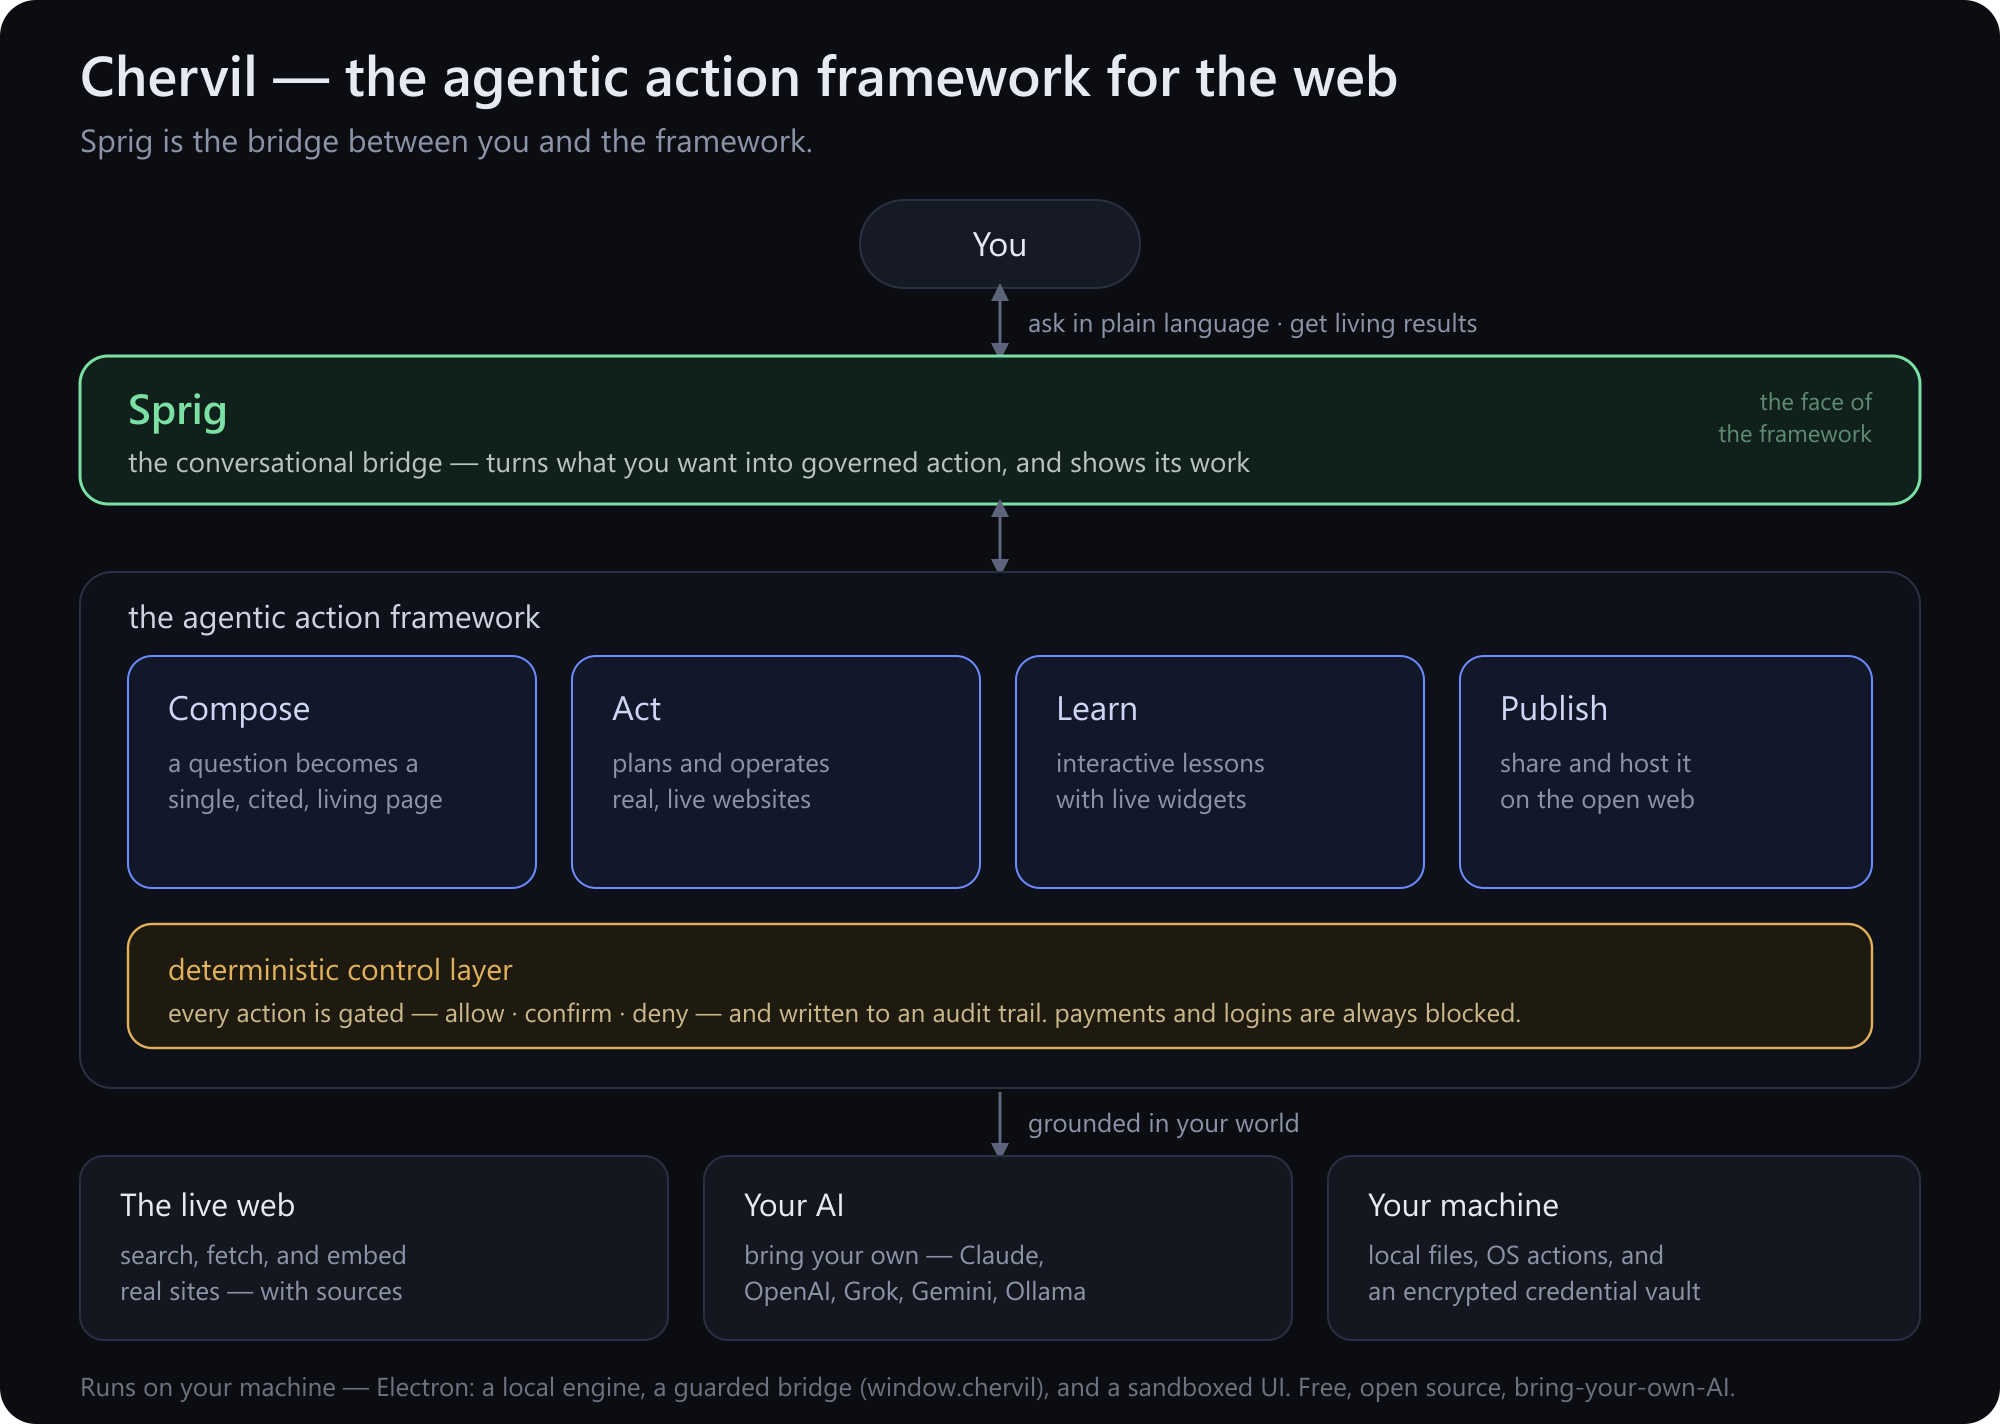 Chervil — the agentic action framework for the web
Sprig is the bridge between you and the framework.
You
ask in plain language · get living results
Sprig
the conversational bridge — turns what you want into governed action, and shows its work
the face of
the framework
the agentic action framework
Compose
a question becomes a
single, cited, living page
Act
plans and operates
real, live websites
Learn
interactive lessons
with live widgets
Publish
share and host it
on the open web
deterministic control layer
every action is gated — allow · confirm · deny — and written to an audit trail. payments and logins are always blocked.
grounded in your world
The live web
search, fetch, and embed
real sites — with sources
Your AI
bring your own — Claude,
OpenAI, Grok, Gemini, Ollama
Your machine
local files, OS actions, and
an encrypted credential vault
Runs on your machine — Electron: a local engine, a guarded bridge (window.chervil), and a sandboxed UI. Free, open source, bring-your-own-AI.